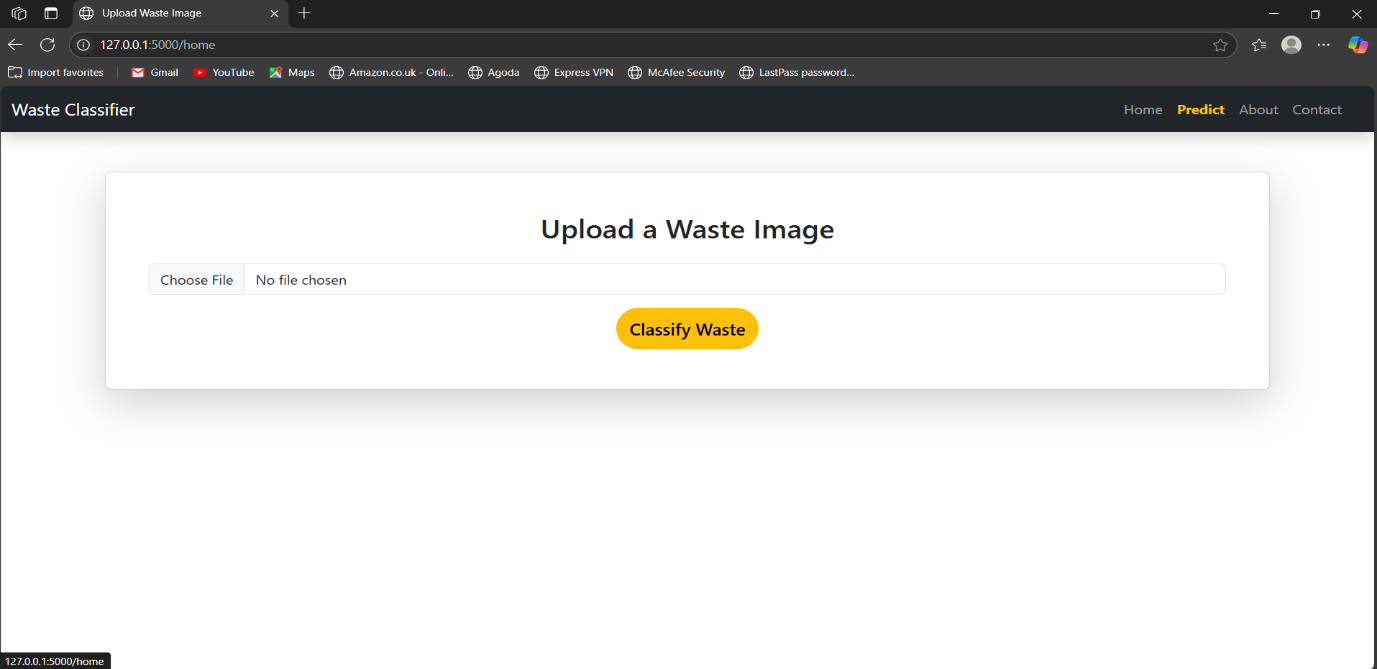 Upload Waste Image
127.0.0.1:5000/home
Import favorites Gmail YouTube Maps Amazon.co.uk - Onli... Agoda Express VPN McAfee Security LastPass password...
Waste Classifier Home Predict About Contact
Upload a Waste Image
Choose File No file chosen
Classify Waste
127.0.0.1:5000/home